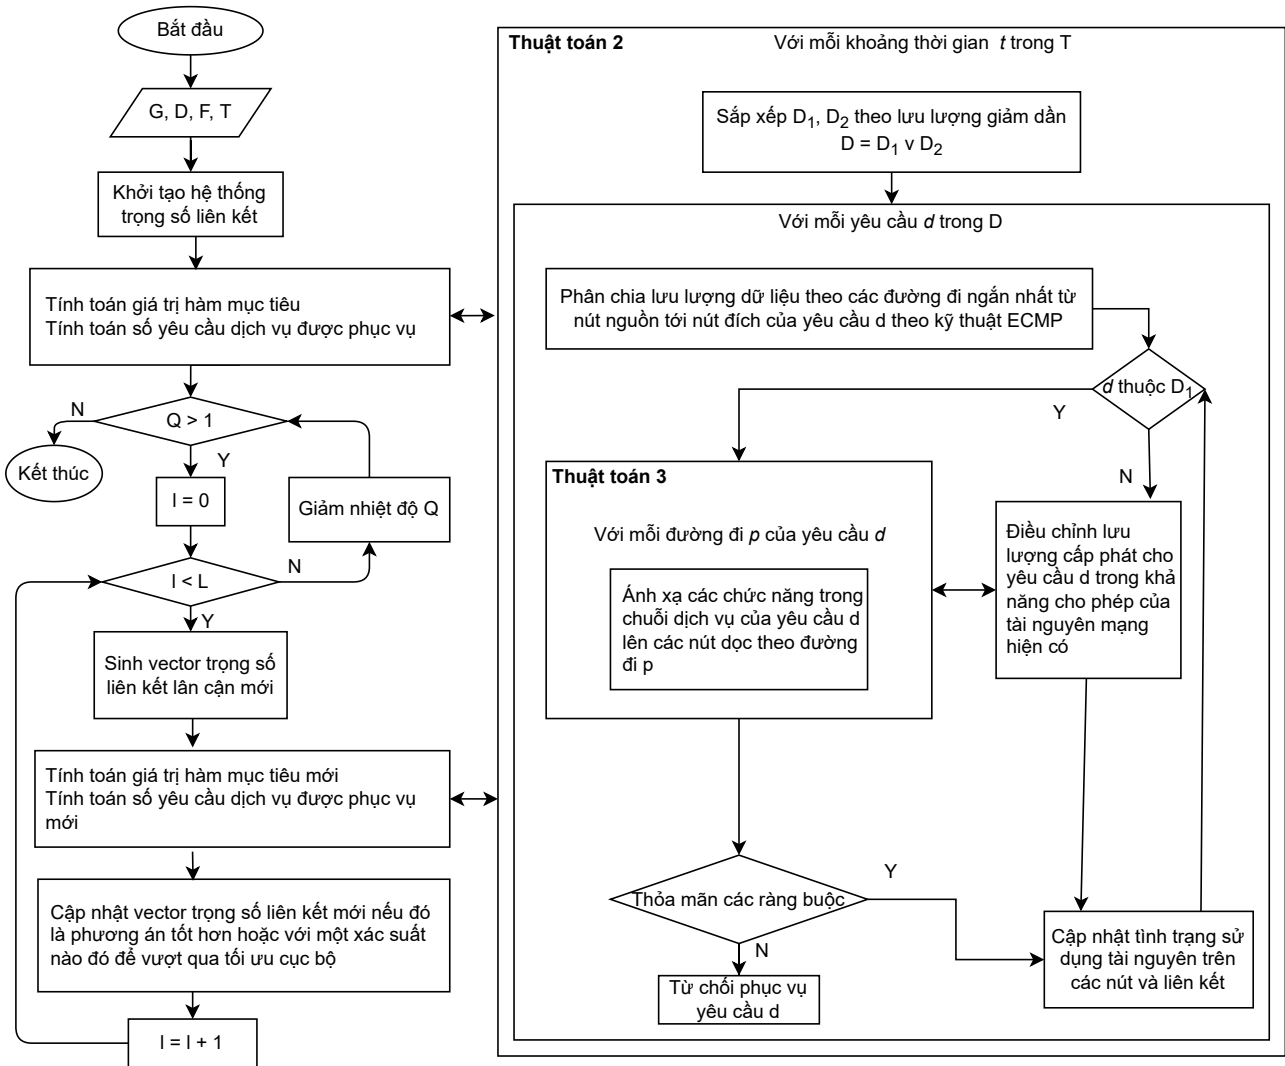 Bắt đầu
G, D, F, T
Khởi tạo hệ thống
trọng số liên kết
Tính toán giá trị hàm mục tiêu
Tính toán số yêu cầu dịch vụ được phục vụ
N
Q > 1
Y
Kết thúc
I = 0
Giảm nhiệt độ Q
I < L
N
Y
Sinh vector trọng số
liên kết lân cận mới
Tính toán giá trị hàm mục tiêu mới
Tính toán số yêu cầu dịch vụ được phục vụ
mới
Cập nhật vector trọng số liên kết mới nếu đó
là phương án tốt hơn hoặc với một xác suất
nào đó để vượt qua tối ưu cục bộ
I = I + 1
Thuật toán 2
Với mỗi khoảng thời gian t trong T
Sắp xếp D1, D2 theo lưu lượng giảm dần
D = D1 v D2
Với mỗi yêu cầu d trong D
Phân chia lưu lượng dữ liệu theo các đường đi ngắn nhất từ
nút nguồn tới nút đích của yêu cầu d theo kỹ thuật ECMP
d thuộc D1
Y
N
Thuật toán 3
Với mỗi đường đi p của yêu cầu d
Ánh xạ các chức năng trong
chuỗi dịch vụ của yêu cầu d
lên các nút dọc theo đường
đi p
Điều chỉnh lưu
lượng cấp phát cho
yêu cầu d trong khả
năng cho phép của
tài nguyên mạng
hiện có
Thỏa mãn các ràng buộc
Y
N
Từ chối phục vụ
yêu cầu d
Cập nhật tình trạng sử
dụng tài nguyên trên
các nút và liên kết